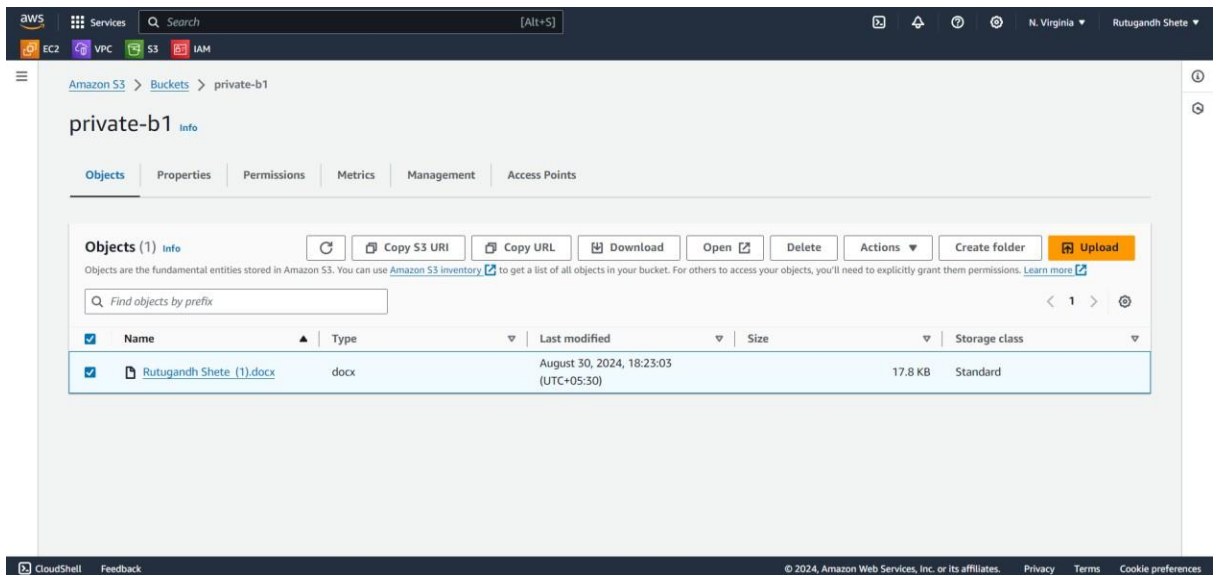 aws Services Search [Alt+S] N. Virginia ▼ Rutugandh Shete ▼
EC2 VPC S3 IAM
Amazon S3 > Buckets > private-b1
private-b1 Info
Objects Properties Permissions Metrics Management Access Points
Objects (1) Info Copy S3 URI Copy URL Download Open Delete Actions ▼ Create folder Upload
Objects are the fundamental entities stored in Amazon S3. You can use Amazon S3 inventory to get a list of all objects in your bucket. For others to access your objects, you'll need to explicitly grant them permissions. Learn more
Find objects by prefix < 1 >
Name Type Last modified Size Storage class
Rutugandh Shete (1).docx docx August 30, 2024, 18:23:03 17.8 KB Standard
(UTC+05:30)
CloudShell Feedback © 2024, Amazon Web Services, Inc. or its affiliates. Privacy Terms Cookie preferences